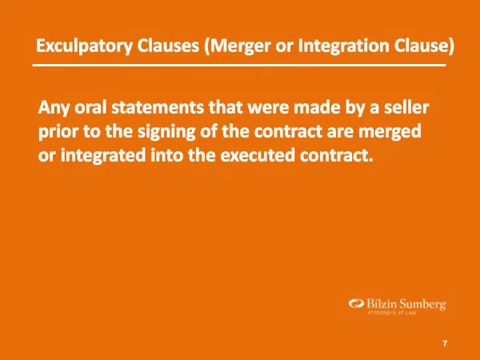 Exculpatory Clauses (Merger or Integration Clause)
Any oral statements that were made by a seller
prior to the signing of the contract are merged
or integrated into the executed contract.
Bilzin Sumberg
ATTORNEYS AT LAW
7